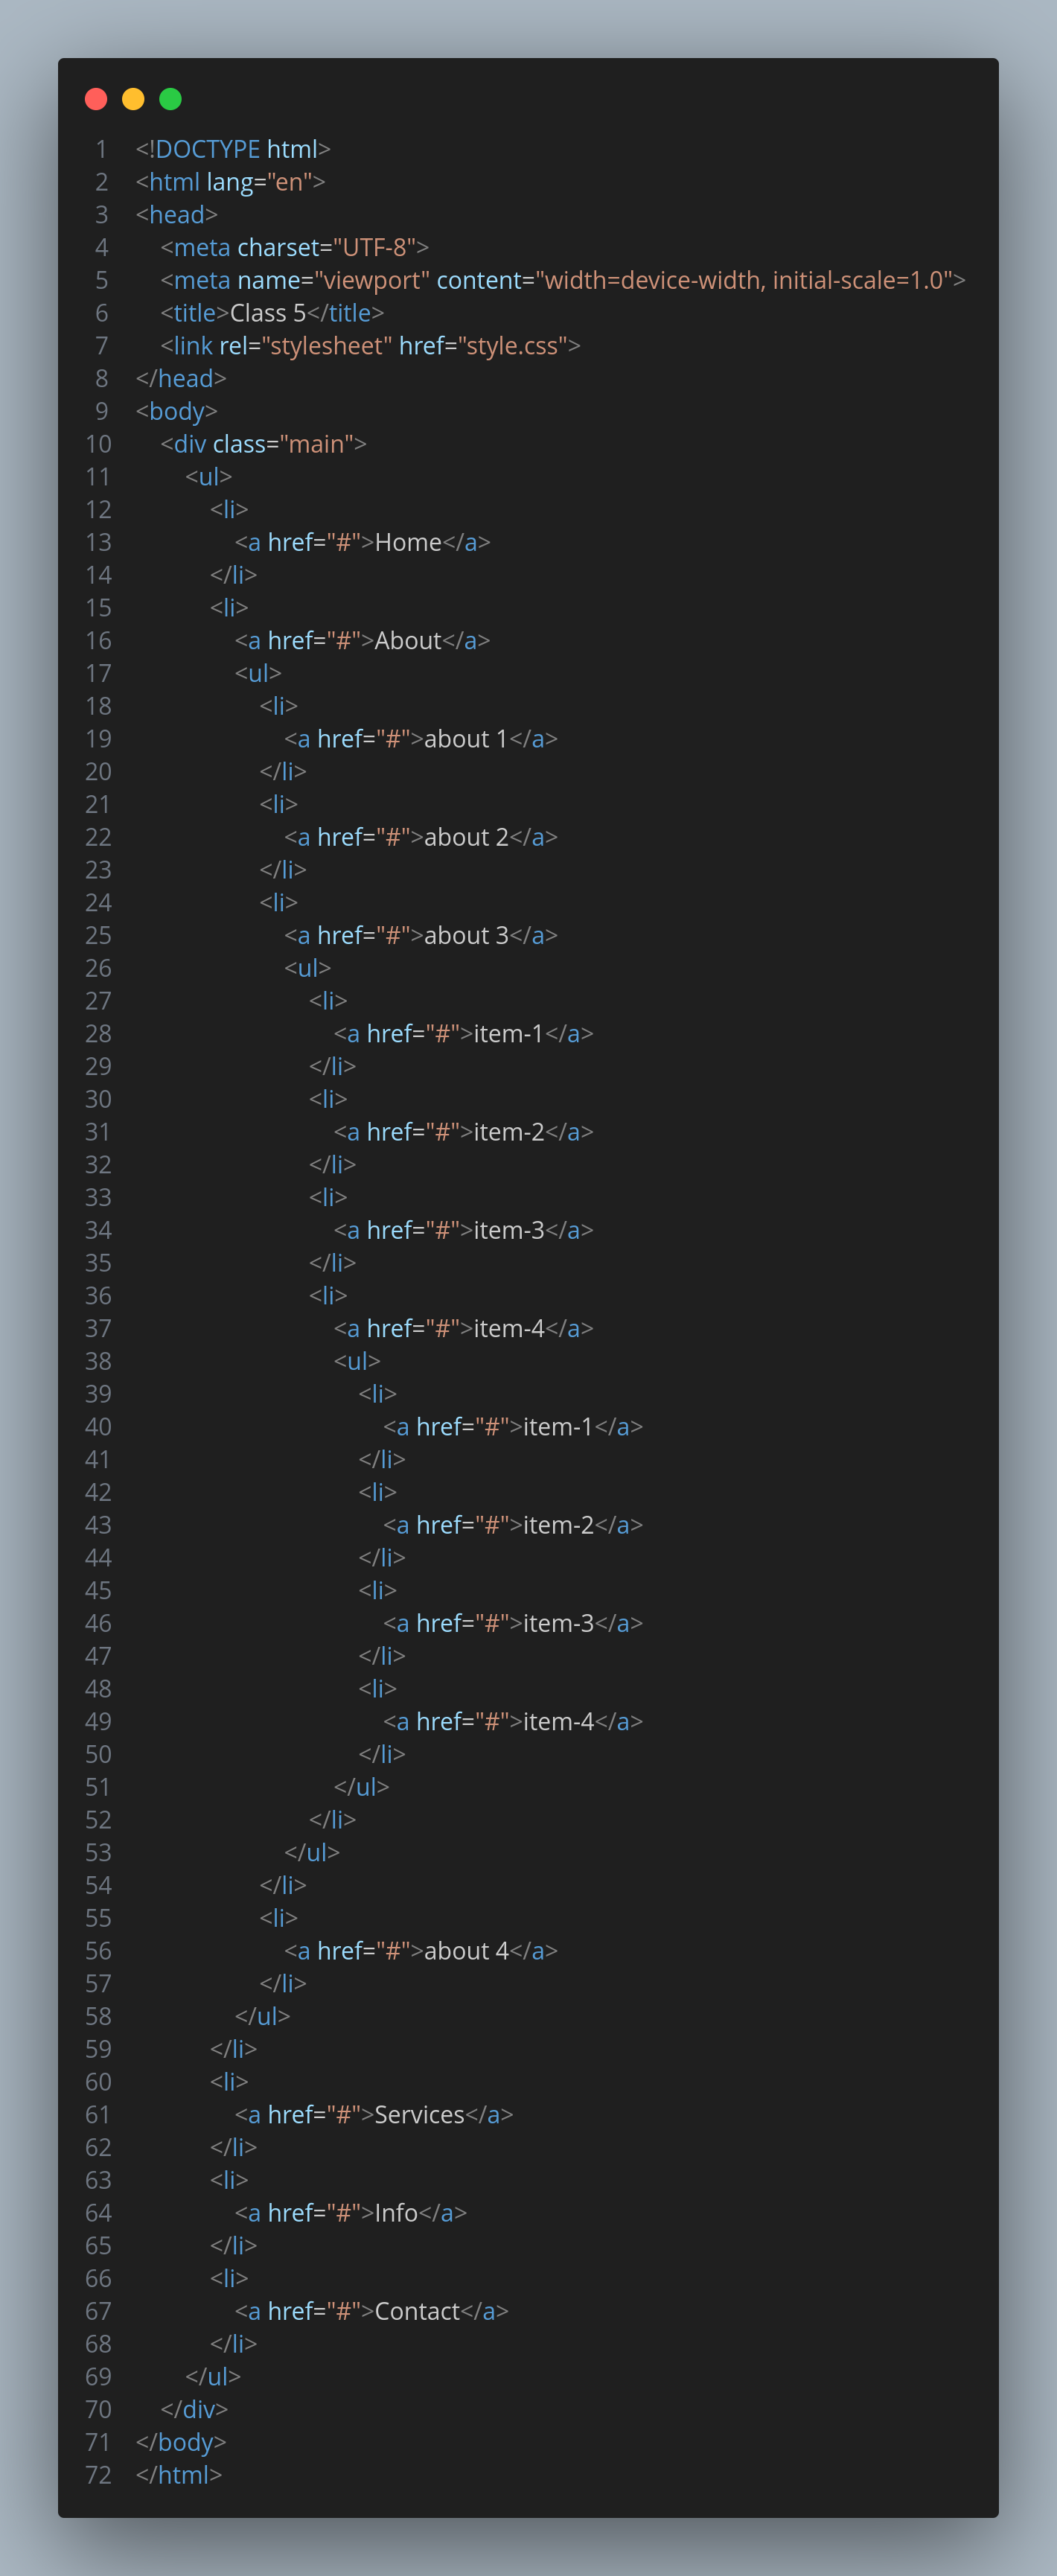 1 <!DOCTYPE html>
2 <html lang="en">
3 <head>
4     <meta charset="UTF-8">
5     <meta name="viewport" content="width=device-width, initial-scale=1.0">
6     <title>Class 5</title>
7     <link rel="stylesheet" href="style.css">
8 </head>
9 <body>
10     <div class="main">
11         <ul>
12             <li>
13                 <a href="#">Home</a>
14             </li>
15             <li>
16                 <a href="#">About</a>
17                 <ul>
18                     <li>
19                         <a href="#">about 1</a>
20                     </li>
21                     <li>
22                         <a href="#">about 2</a>
23                     </li>
24                     <li>
25                         <a href="#">about 3</a>
26                         <ul>
27                             <li>
28                                 <a href="#">item-1</a>
29                             </li>
30                             <li>
31                                 <a href="#">item-2</a>
32                             </li>
33                             <li>
34                                 <a href="#">item-3</a>
35                             </li>
36                             <li>
37                                 <a href="#">item-4</a>
38                                 <ul>
39                                     <li>
40                                         <a href="#">item-1</a>
41                                     </li>
42                                     <li>
43                                         <a href="#">item-2</a>
44                                     </li>
45                                     <li>
46                                         <a href="#">item-3</a>
47                                     </li>
48                                     <li>
49                                         <a href="#">item-4</a>
50                                     </li>
51                                 </ul>
52                             </li>
53                         </ul>
54                     </li>
55                     <li>
56                         <a href="#">about 4</a>
57                     </li>
58                 </ul>
59             </li>
60             <li>
61                 <a href="#">Services</a>
62             </li>
63             <li>
64                 <a href="#">Info</a>
65             </li>
66             <li>
67                 <a href="#">Contact</a>
68             </li>
69         </ul>
70     </div>
71 </body>
72 </html>